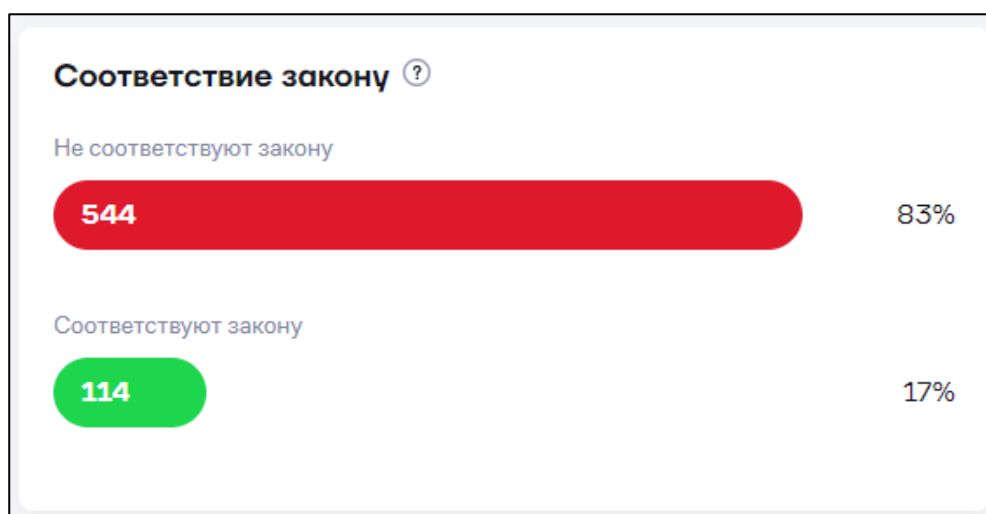 Соответствие закону ?
Не соответствуют закону
544 83%
Соответствуют закону
114 17%